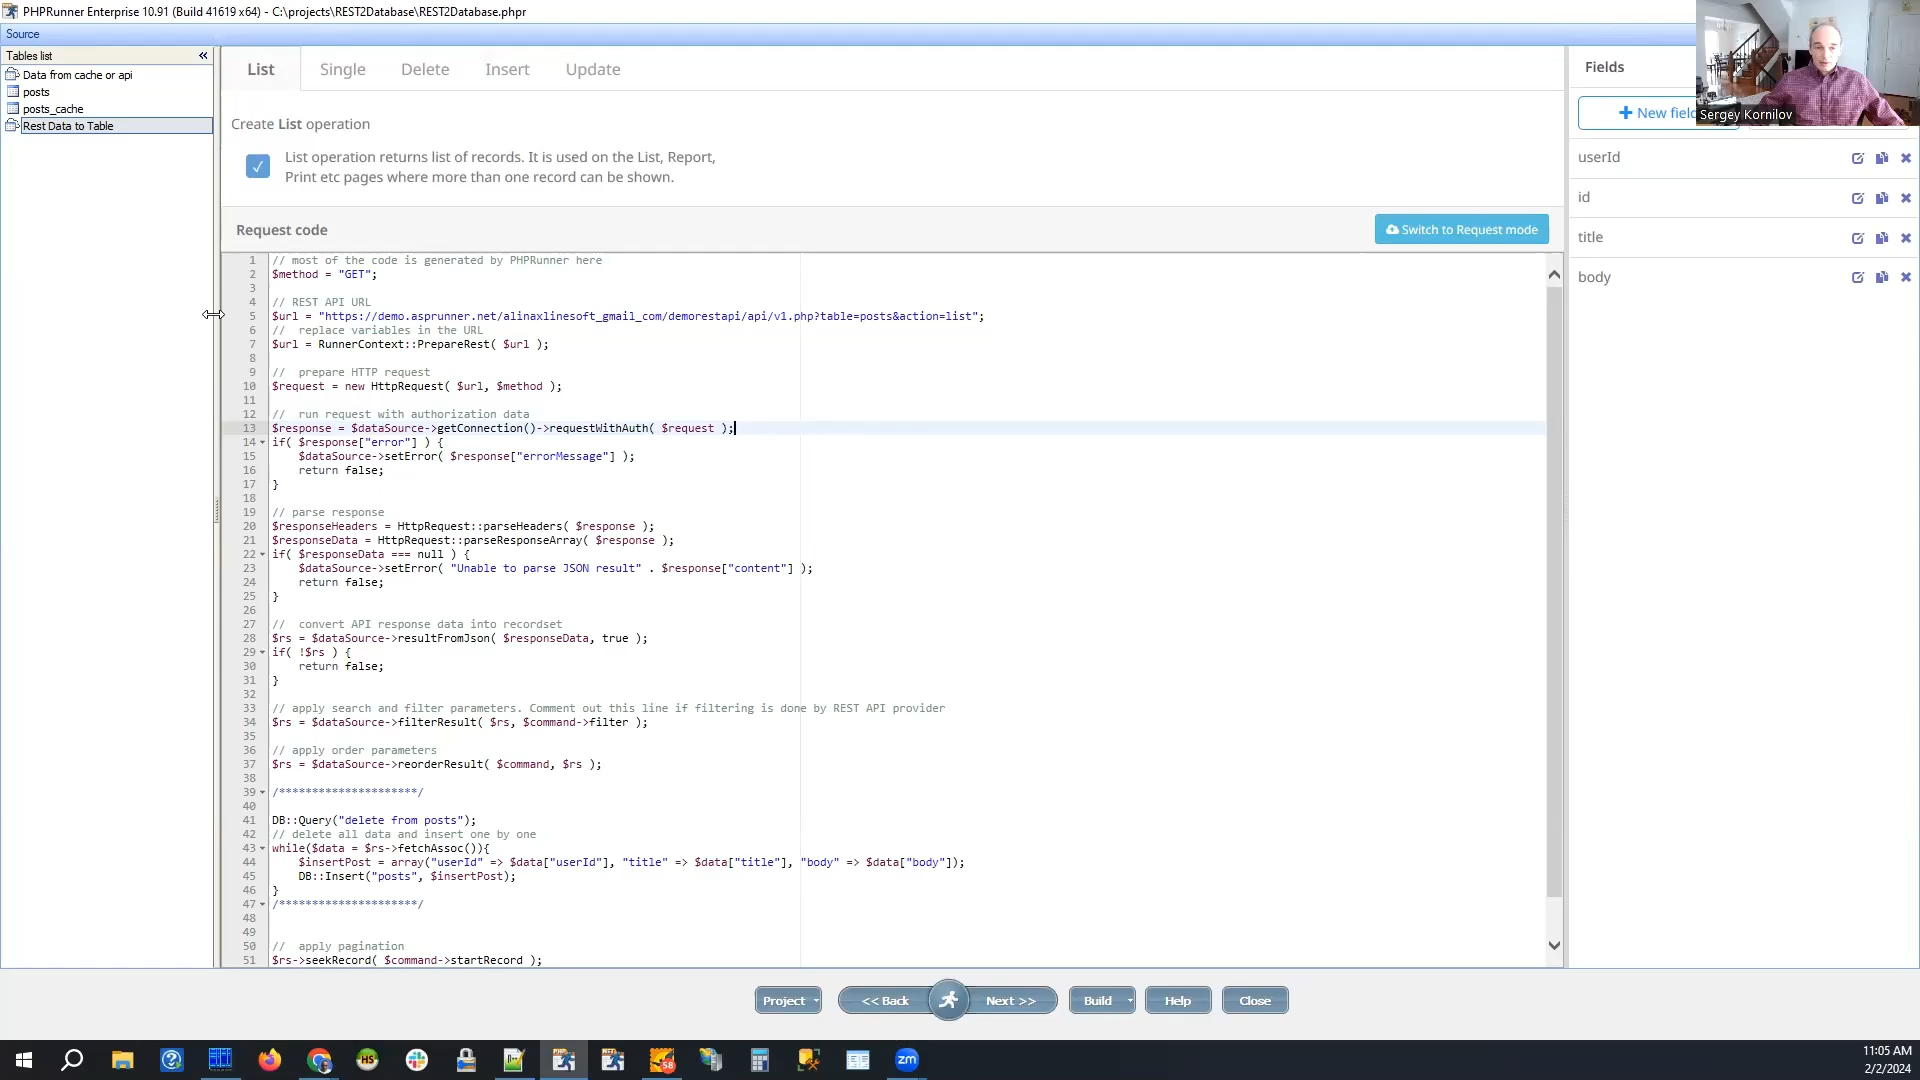 PHPRunner Enterprise 10.91 (Build 41619 x64) - C:\projects\REST2Database\REST2Database.phpr
Source
Tables list
Data from cache or api
posts
posts_cache
Rest Data to Table
List Single Delete Insert Update
Create List operation
List operation returns list of records. It is used on the List, Report,
Print etc pages where more than one record can be shown.
Request code
Switch to Request mode
1 // most of the code is generated by PHPRunner here
2 $method = "GET";
3
4 // REST API URL
5 $url = "https://demo.asprunner.net/alinaxlinesoft_gmail_com/demorestapi/api/v1.php?table=posts&action=list";
6 //  replace variables in the URL
7 $url = RunnerContext::PrepareRest( $url );
8
9 //  prepare HTTP request
10 $request = new HttpRequest( $url, $method );
11
12 //  run request with authorization data
13 $response = $dataSource->getConnection()->requestWithAuth( $request );
14 if( $response["error"] ) {
15     $dataSource->setError( $response["errorMessage"] );
16     return false;
17 }
18
19 // parse response
20 $responseHeaders = HttpRequest::parseHeaders( $response );
21 $responseData = HttpRequest::parseResponseArray( $response );
22 if( $responseData === null ) {
23     $dataSource->setError( "Unable to parse JSON result" . $response["content"] );
24     return false;
25 }
26
27 //  convert API response data into recordset
28 $rs = $dataSource->resultFromJson( $responseData, true );
29 if( !$rs ) {
30     return false;
31 }
32
33 // apply search and filter parameters. Comment out this line if filtering is done by REST API provider
34 $rs = $dataSource->filterResult( $rs, $command->filter );
35
36 // apply order parameters
37 $rs = $dataSource->reorderResult( $command, $rs );
38
39 /*********************/
40
41 DB::Query("delete from posts");
42 // delete all data and insert one by one
43 while($data = $rs->fetchAssoc()){
44     $insertPost = array("userId" => $data["userId"], "title" => $data["title"], "body" => $data["body"]);
45     DB::Insert("posts", $insertPost);
46 }
47 /*********************/
48
49
50 //  apply pagination
51 $rs->seekRecord( $command->startRecord );
Fields
+ New field
userId
id
title
body
Sergey Kornilov
Project << Back Next >> Build Help Close
HS
PHP
58
zm
11:05 AM
2/2/2024